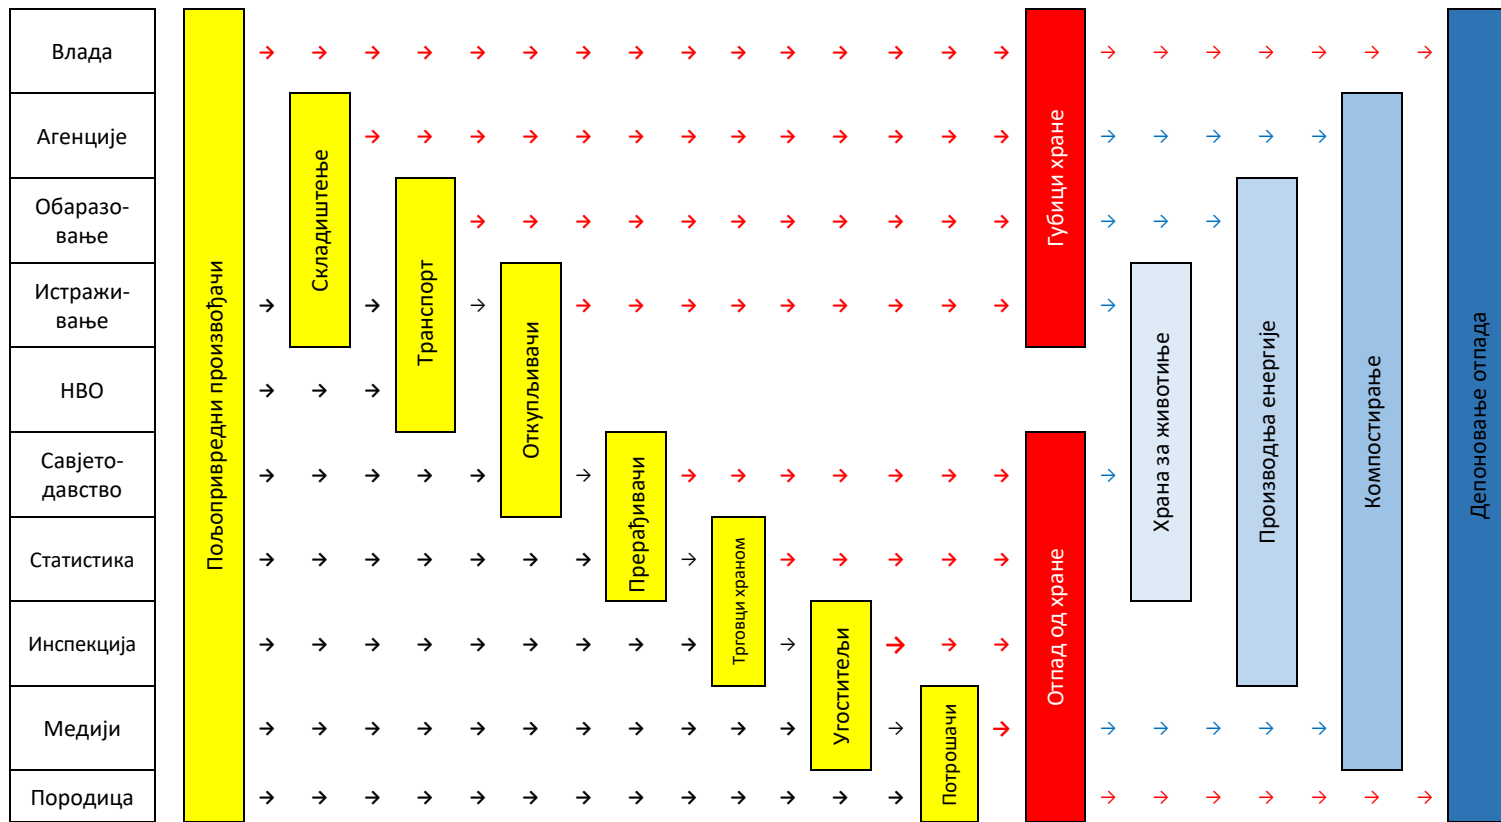 Влада
Агенције
Обаразо-
вање
Истражи-
вање
НВО
Савјето-
давство
Статистика
Инспекција
Медији
Породица
Пољопривредни произвођачи
Складиштење
Транспорт
Откупљивачи
Прерађивачи
Трговци храном
Угоститељи
Потрошачи
Губици хране
Отпад од хране
Храна за животиње
Производња енергије
Компостирање
Депоновање отпада